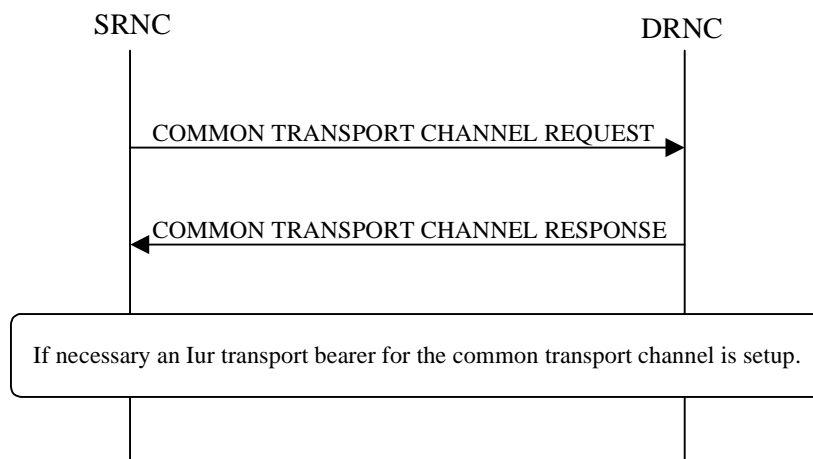 SRNC
DRNC
COMMON TRANSPORT CHANNEL REQUEST
COMMON TRANSPORT CHANNEL RESPONSE
If necessary an Iur transport bearer for the common transport channel is setup.